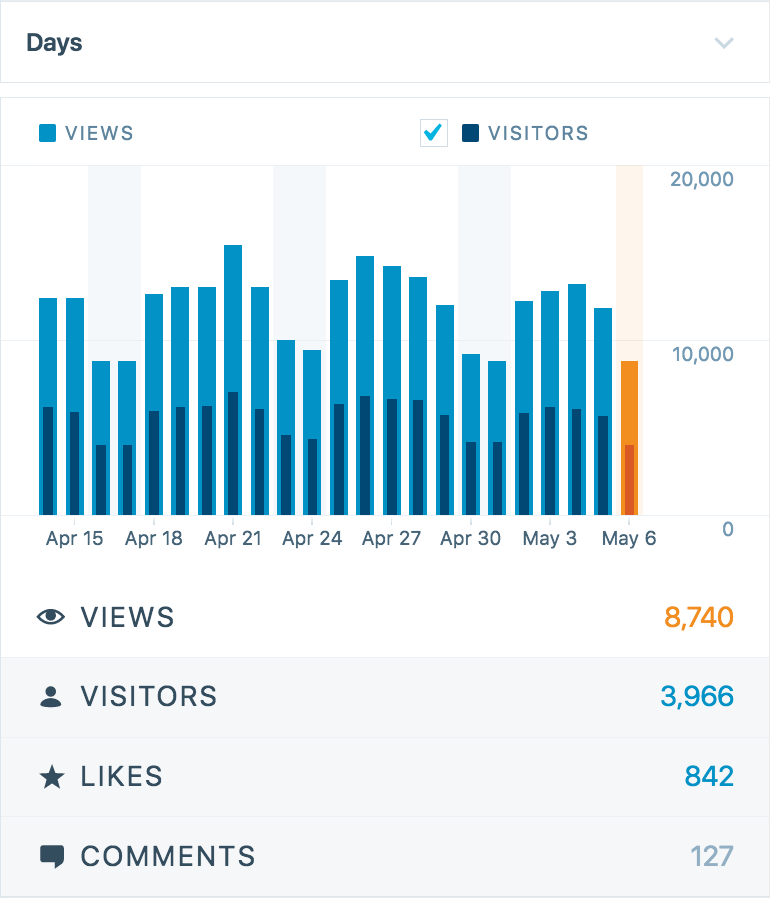 Days
VIEWS VISITORS
20,000
10,000
0
Apr 15 Apr 18 Apr 21 Apr 24 Apr 27 Apr 30 May 3 May 6
VIEWS 8,740
VISITORS 3,966
LIKES 842
COMMENTS 127